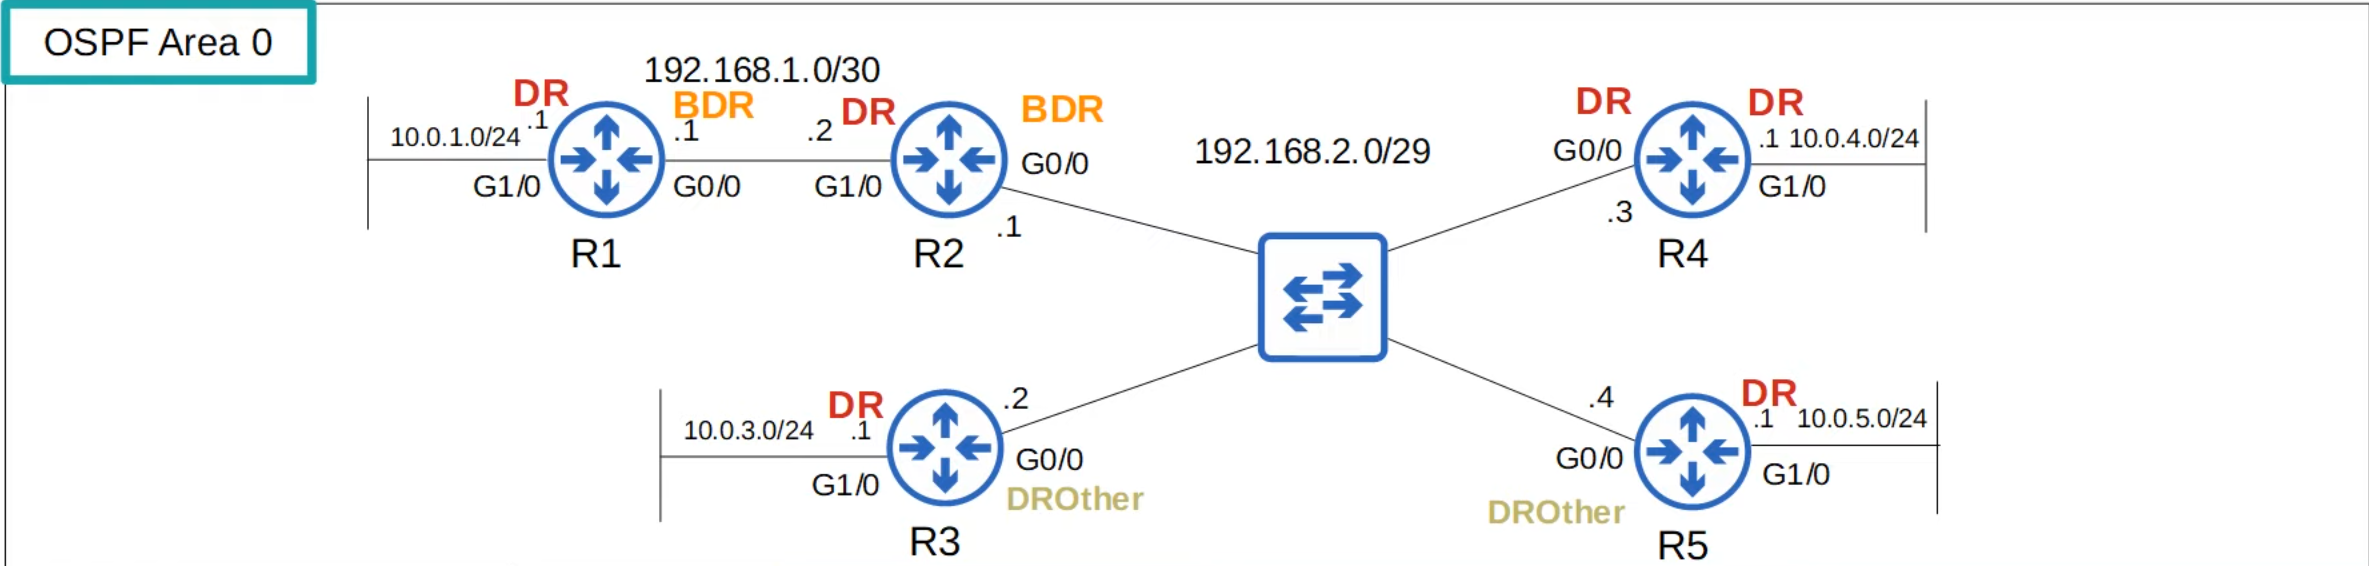 OSPF Area 0
192.168.1.0/30
DR
BDR
DR
BDR
10.0.1.0/24
.1
.1
.2
G1/0
G0/0
G1/0
G0/0
.1
R1
R2
192.168.2.0/29
DR
DR
G0/0
.1
10.0.4.0/24
G1/0
.3
R4
DR
10.0.3.0/24
.1
.2
G1/0
G0/0
DROther
R3
.4
DR
.1
10.0.5.0/24
G0/0
G1/0
DROther
R5